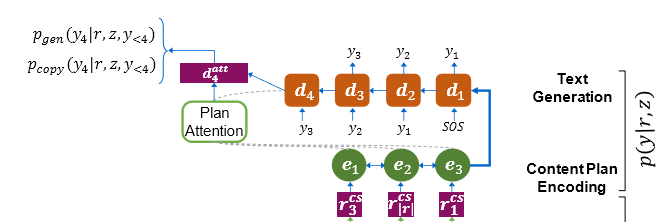 p_gen(y_4|r, z, y_{<4})
p_copy(y_4|r, z, y_{<4})
d_4^{att}
y_3 y_2 y_1
d_4 d_3 d_2 d_1
y_3 y_2 y_1 SOS
Plan
Attention
e_1 e_2 e_3
r_3^{cs} r_{|r|}^{cs} r_1^{cs}
Text
Generation
Content Plan
Encoding
p(y|r, z)